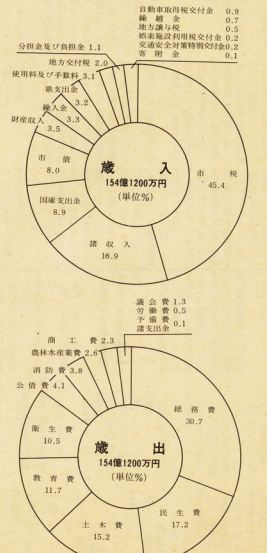 自動車取得税交付金 0.9
繰越金 0.7
地方譲与税 0.5
娯楽施設利用税交付金 0.2
交通安全対策特別交付金 0.2
寄附金 0.1
分担金及び負担金 1.1
地方交付税 2.0
使用料及び手数料 3.1
県支出金 3.2
繰入金 3.3
財産収入 3.5
市債 8.0
国庫支出金 8.9
諸収入 18.9
市税 45.4
歳入
154億1200万円
(単位%)
議会費 1.3
労働費 0.5
予備費
諸支出金 0.1
商工費 2.3
農林水産業費 2.6
消防費 3.8
公債費 4.1
衛生費 10.5
教育費 11.7
土木費 15.2
民生費 17.2
総務費 30.7
歳出
154億1200万円
(単位%)